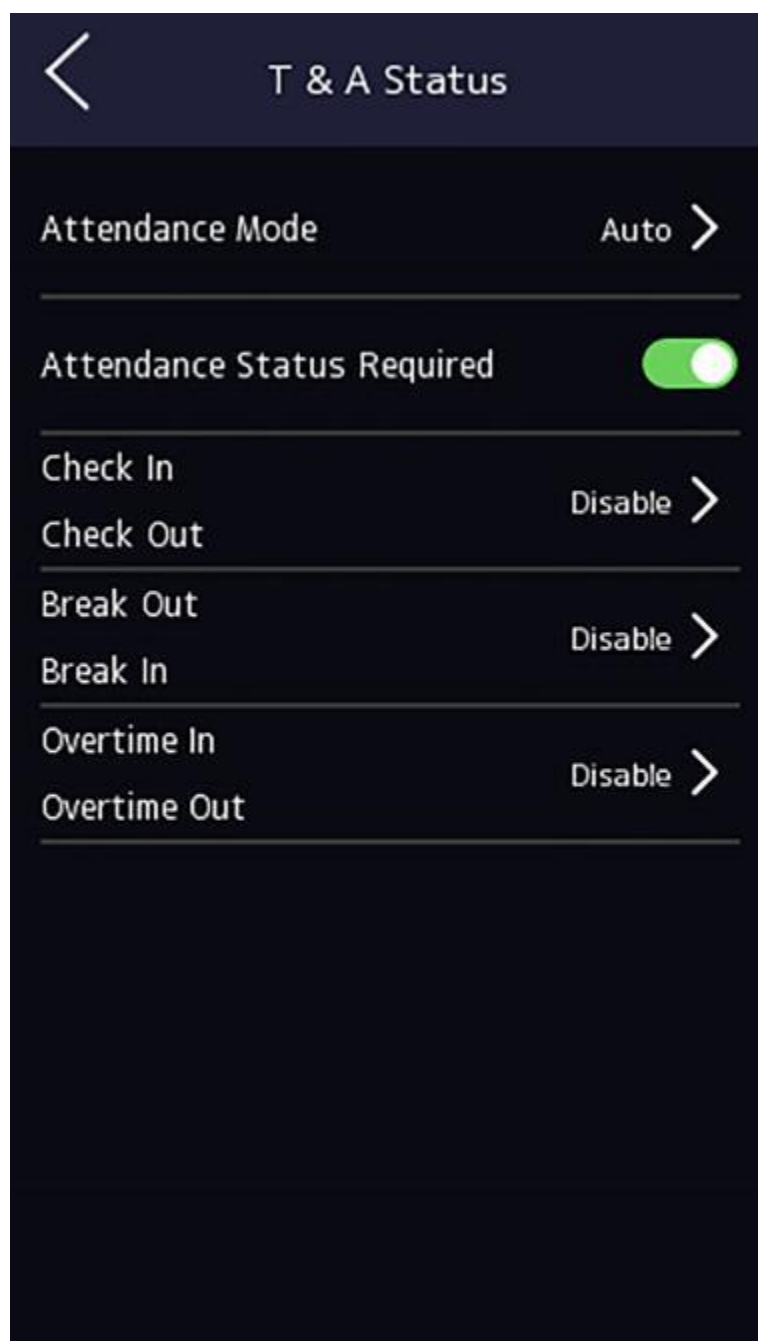 T & A Status
Attendance Mode Auto
Attendance Status Required
Check In
Disable
Check Out
Break Out
Disable
Break In
Overtime In
Disable
Overtime Out